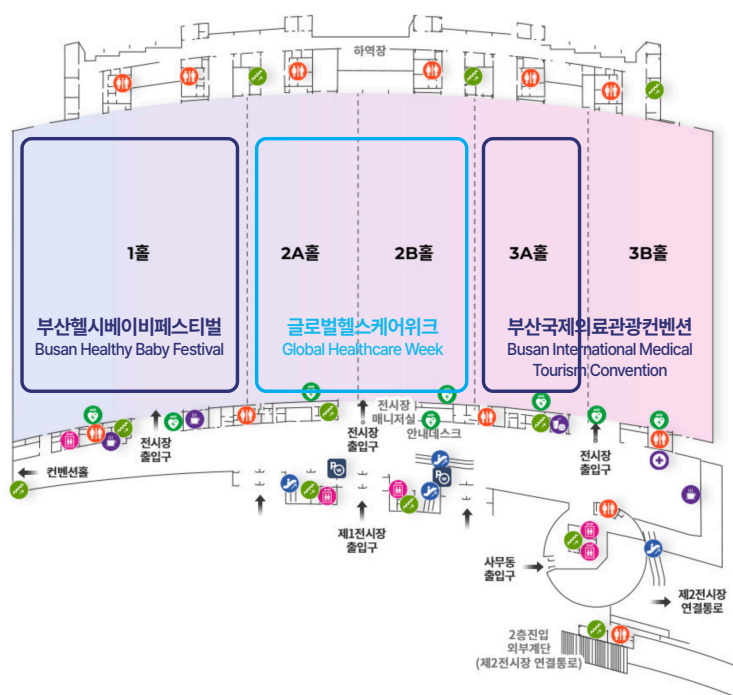 하역장
1홀
2A홀
2B홀
3A홀
3B홀
부산헬시베이비페스티벌
Busan Healthy Baby Festival
글로벌헬스케어위크
Global Healthcare Week
부산국제의료관광컨벤션
Busan International Medical
Tourism Convention
전시장
출입구
전시장
매니저실
안내데스크
전시장
출입구
전시장
출입구
컨벤션홀
제1전시장
출입구
사무동
출입구
제2전시장
연결통로
2층진입
외부계단
(제2전시장 연결통로)